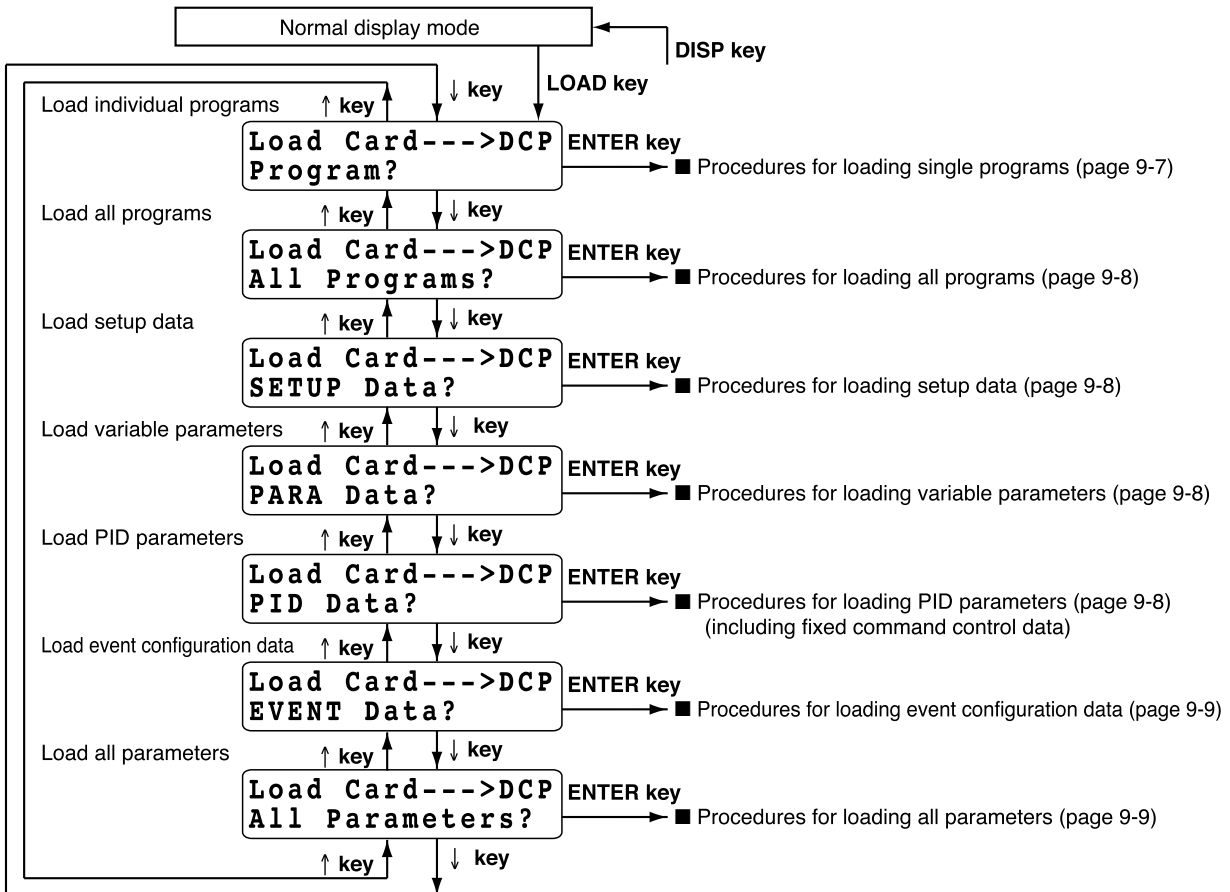 Normal display mode
DISP key
LOAD key
Load individual programs
↑ key
↓ key
Load Card--->DCP
Program?
ENTER key
■ Procedures for loading single programs (page 9-7)
Load all programs
↑ key
↓ key
Load Card--->DCP
All Programs?
ENTER key
■ Procedures for loading all programs (page 9-8)
Load setup data
↑ key
↓ key
Load Card--->DCP
SETUP Data?
ENTER key
■ Procedures for loading setup data (page 9-8)
Load variable parameters
↑ key
↓ key
Load Card--->DCP
PARA Data?
ENTER key
■ Procedures for loading variable parameters (page 9-8)
Load PID parameters
↑ key
↓ key
Load Card--->DCP
PID Data?
ENTER key
■ Procedures for loading PID parameters (page 9-8)
(including fixed command control data)
Load event configuration data
↑ key
↓ key
Load Card--->DCP
EVENT Data?
ENTER key
■ Procedures for loading event configuration data (page 9-9)
Load all parameters
↑ key
↓ key
Load Card--->DCP
All Parameters?
ENTER key
■ Procedures for loading all parameters (page 9-9)
↑ key
↓ key